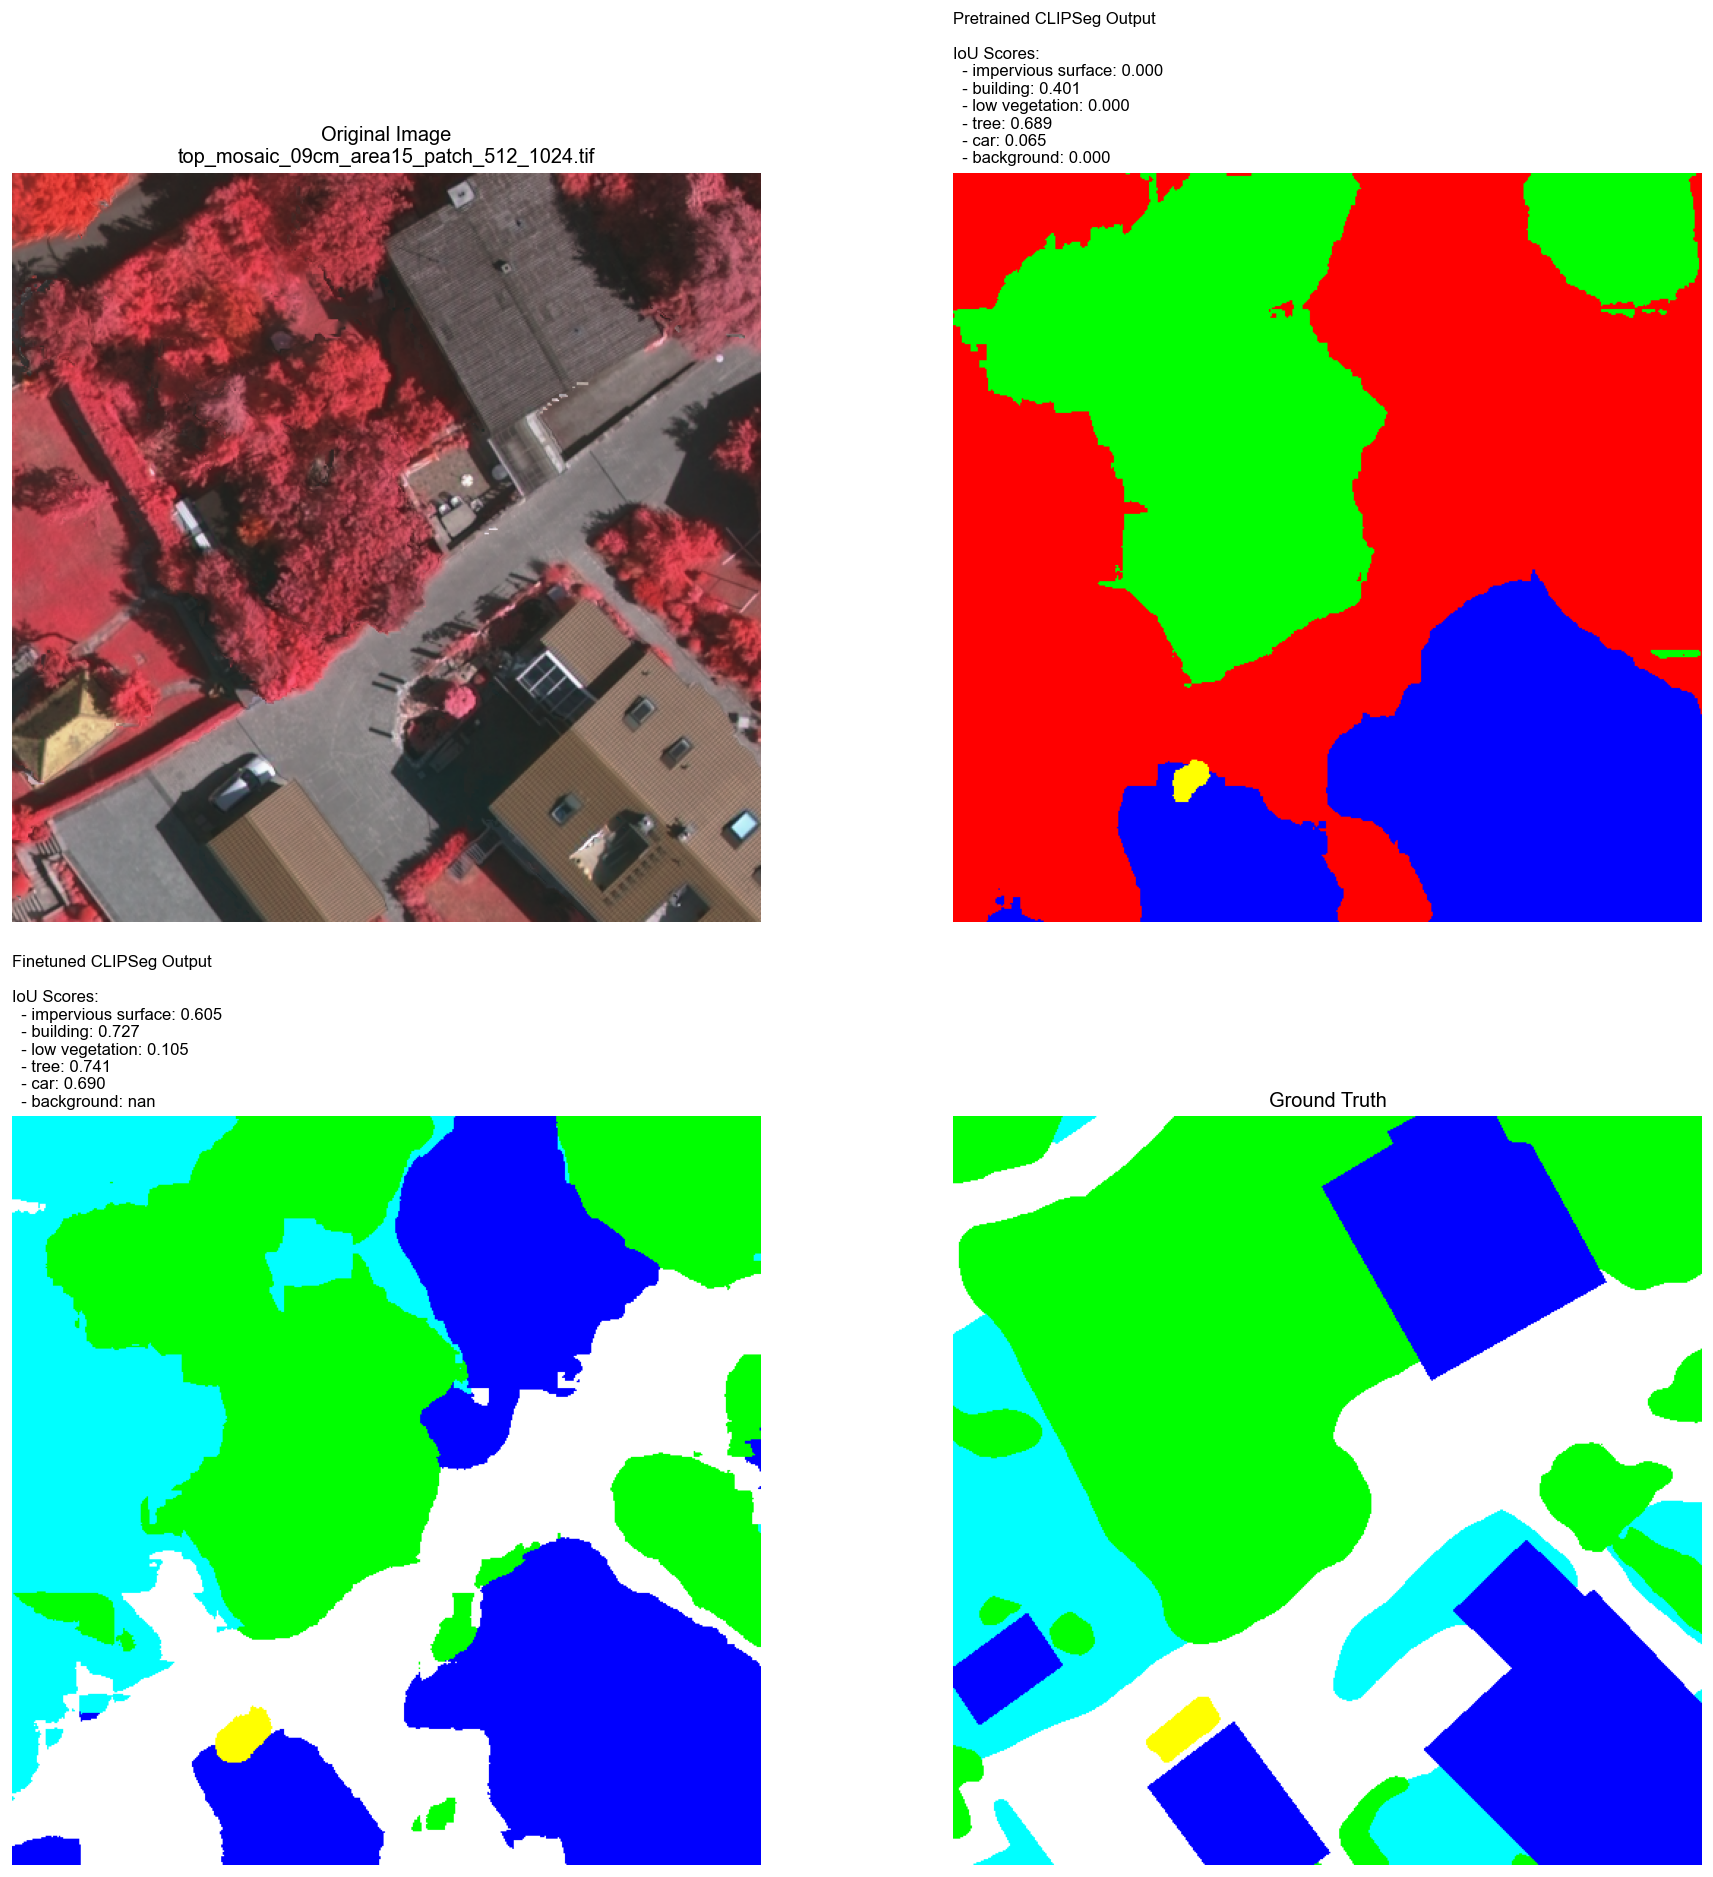 Original Image
top_mosaic_09cm_area15_patch_512_1024.tif
Pretrained CLIPSeg Output
IoU Scores:
- impervious surface: 0.000
- building: 0.401
- low vegetation: 0.000
- tree: 0.689
- car: 0.065
- background: 0.000
Finetuned CLIPSeg Output
IoU Scores:
- impervious surface: 0.605
- building: 0.727
- low vegetation: 0.105
- tree: 0.741
- car: 0.690
- background: nan
Ground Truth